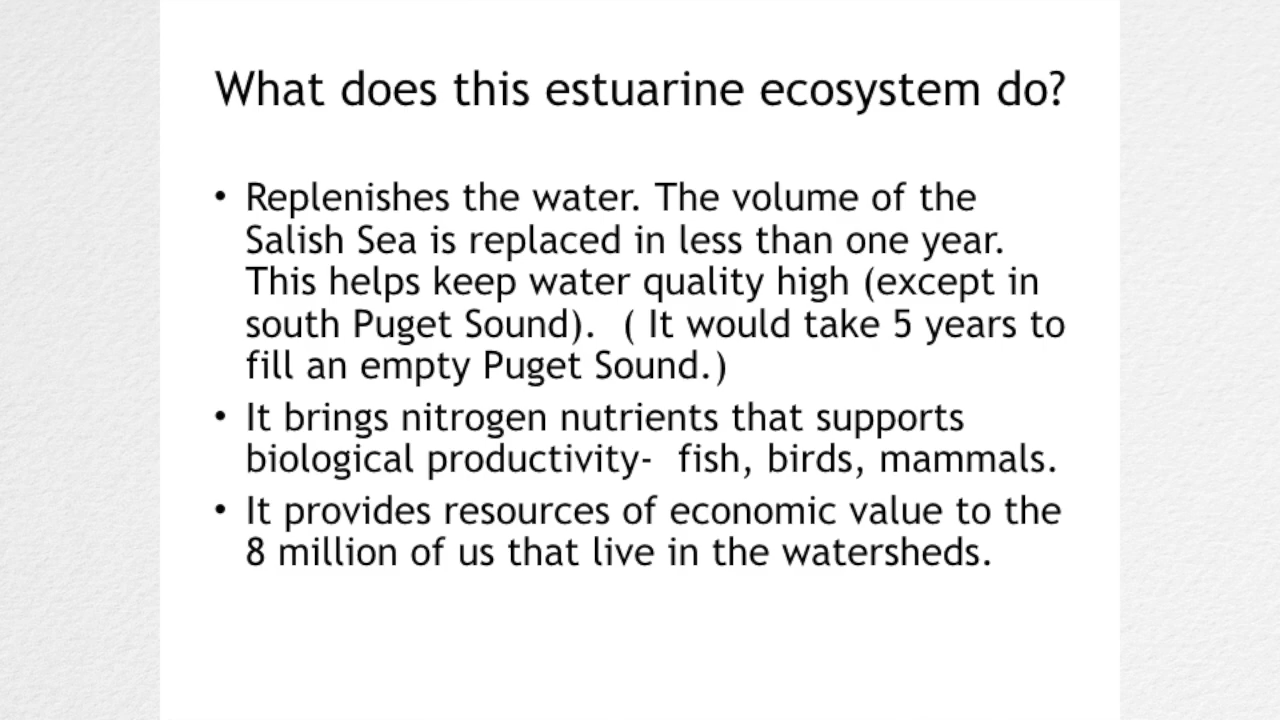 What does this estuarine ecosystem do?
• Replenishes the water. The volume of the
Salish Sea is replaced in less than one year.
This helps keep water quality high (except in
south Puget Sound).  ( It would take 5 years to
fill an empty Puget Sound.)
• It brings nitrogen nutrients that supports
biological productivity-  fish, birds, mammals.
• It provides resources of economic value to the
8 million of us that live in the watersheds.